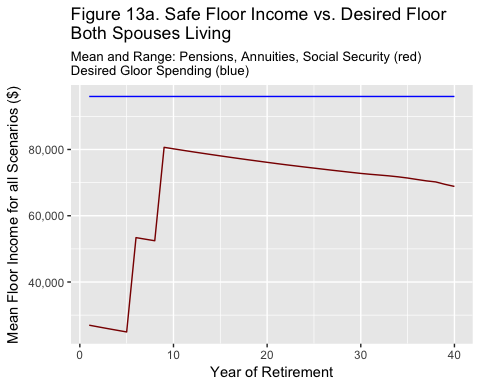 Figure 13a. Safe Floor Income vs. Desired Floor
Both Spouses Living
Mean and Range: Pensions, Annuities, Social Security (red)
Desired Gloor Spending (blue)
Mean Floor Income for all Scenarios ($)
80,000
60,000
40,000
0
10
20
30
40
Year of Retirement